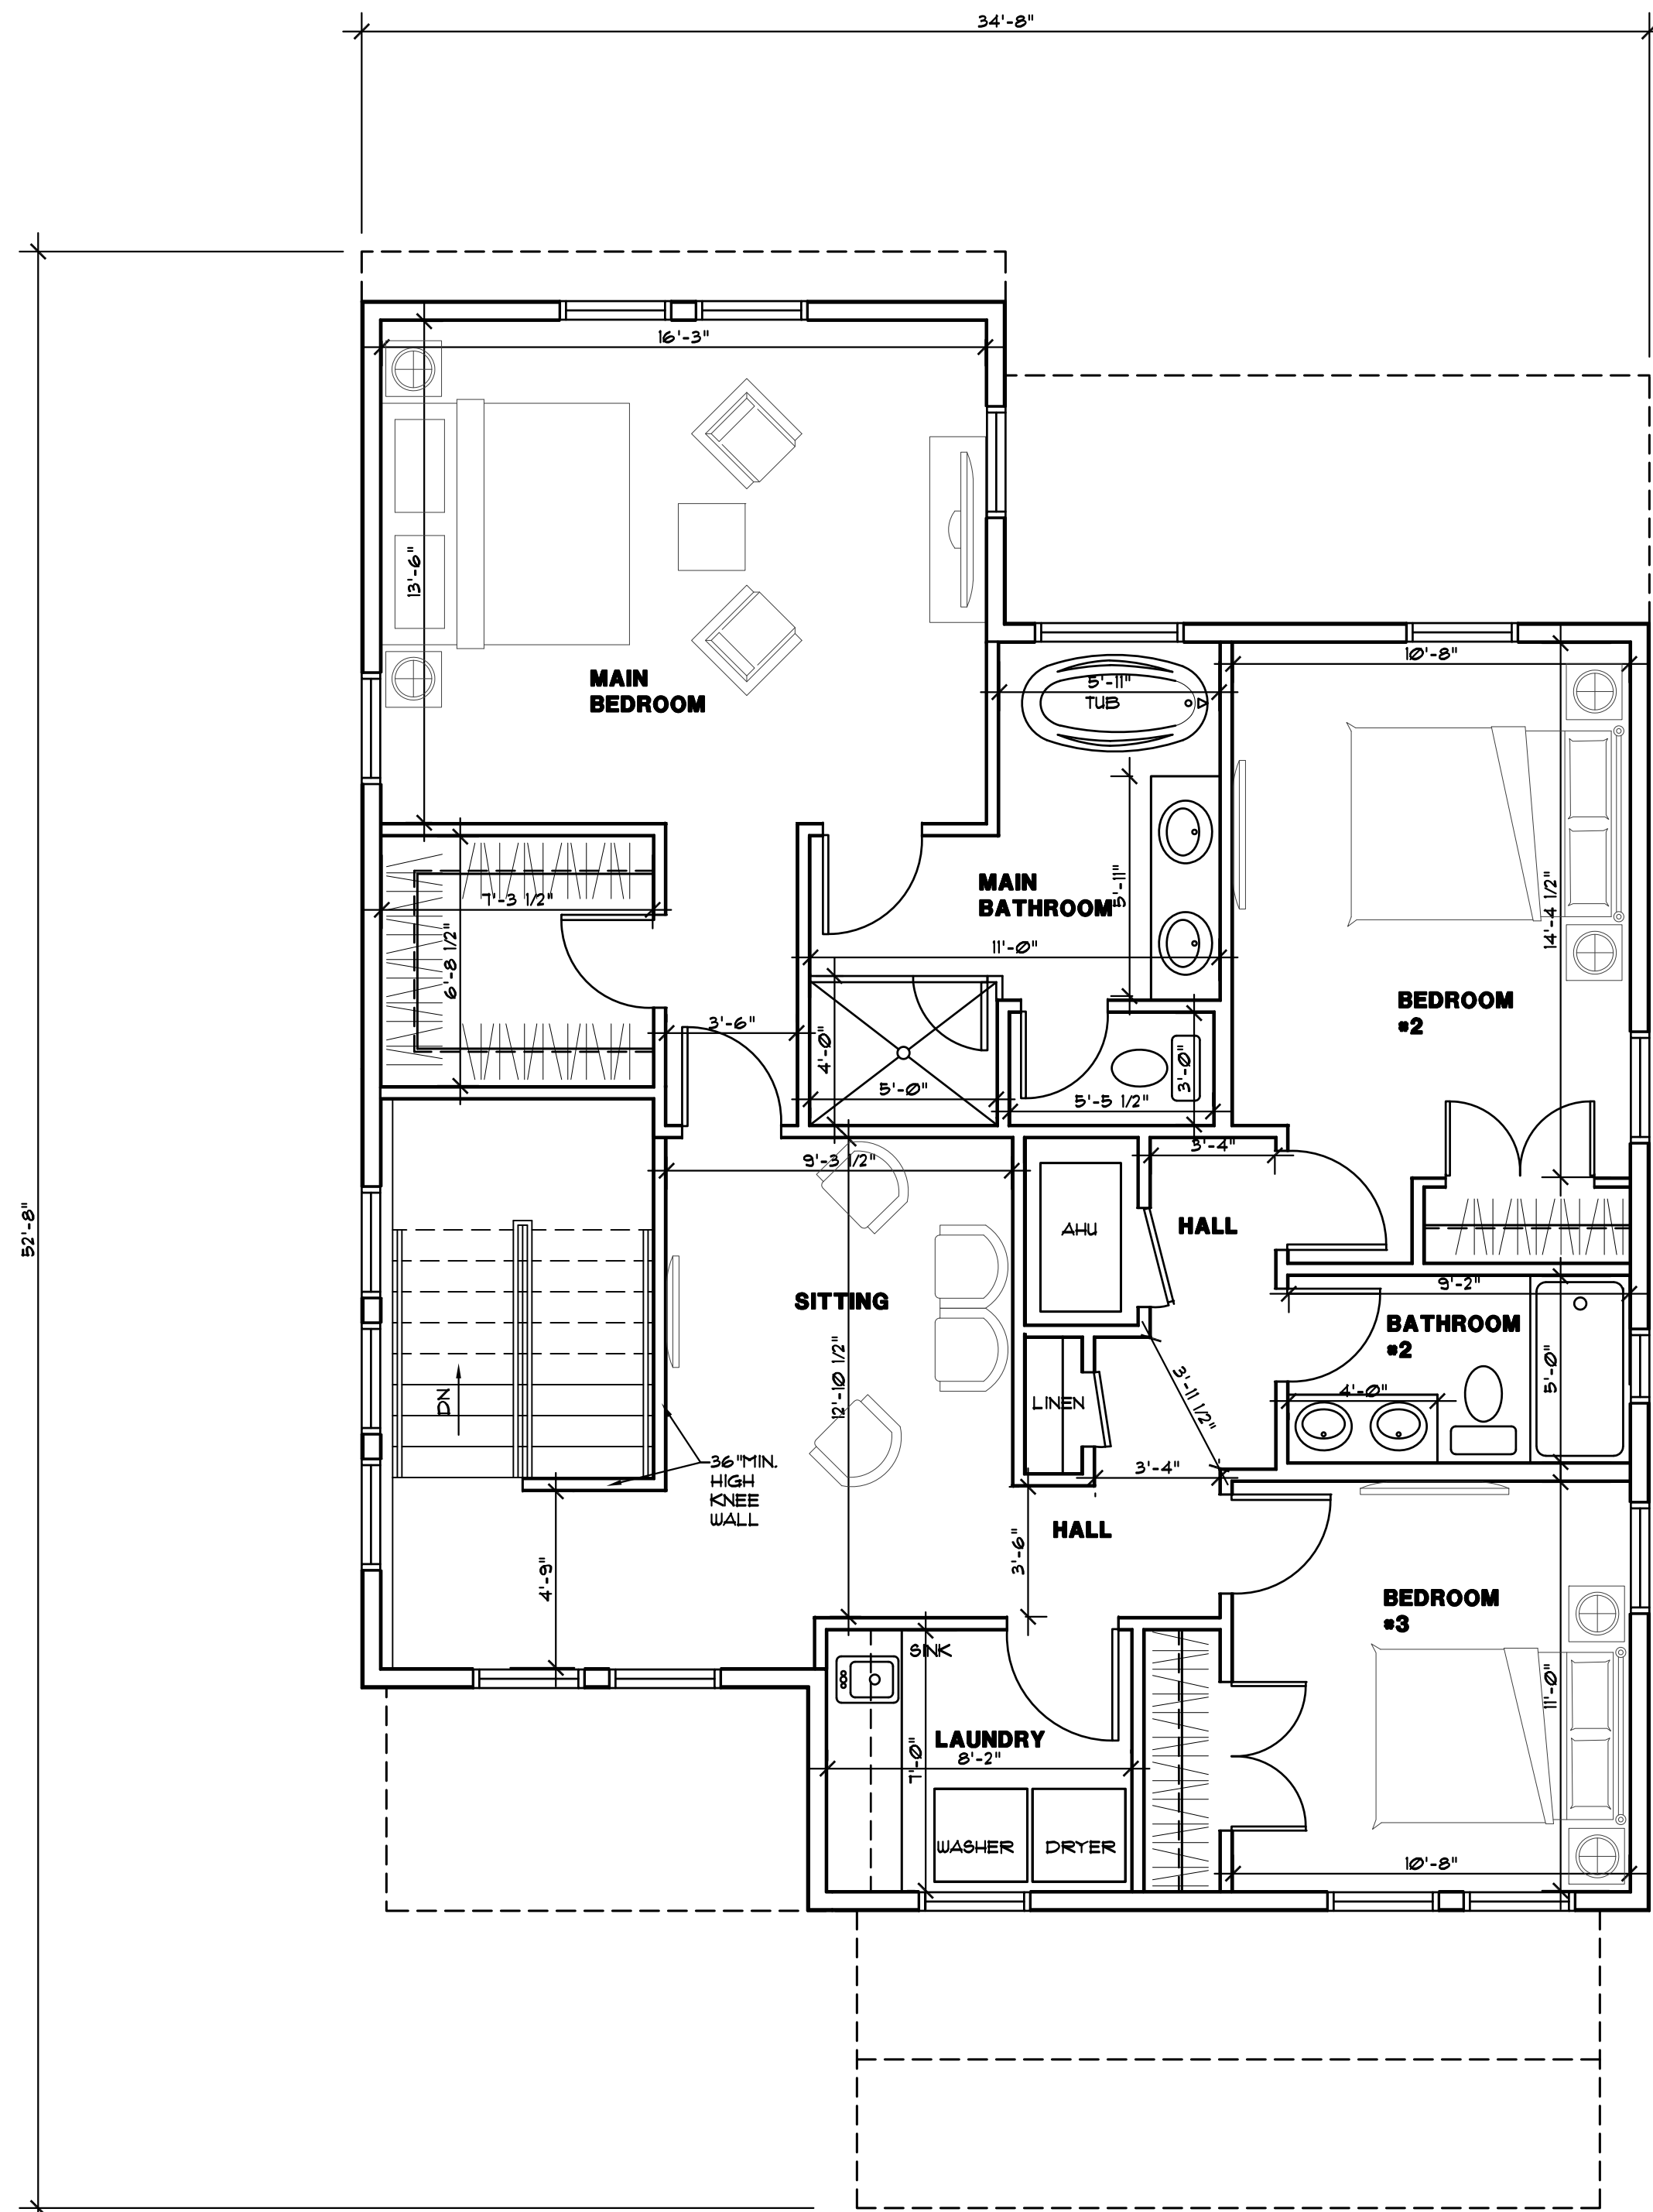 34'-8"
52'-8"
16'-3"
13'-6"
MAIN
BEDROOM
10'-8"
5'-11"
TUB
5'-11"
MAIN
BATHROOM
11'-0"
14'-4 1/2"
7'-3 1/2"
6'-8 1/2"
BEDROOM
#2
3'-6"
4'-0"
5'-0"
3'-0"
5'-5 1/2"
3'-4"
9'-3 1/2"
AHU
HALL
SITTING
9'-2"
BATHROOM
#2
5'-0"
4'-0"
12'-10 1/2"
DN
LINEN
3'-11 1/2"
3'-4"
36"MIN.
HIGH
KNEE
WALL
HALL
3'-6"
4'-9"
BEDROOM
#3
SINK
11'-0"
LAUNDRY
8'-2"
7'-0"
WASHER
DRYER
10'-8"